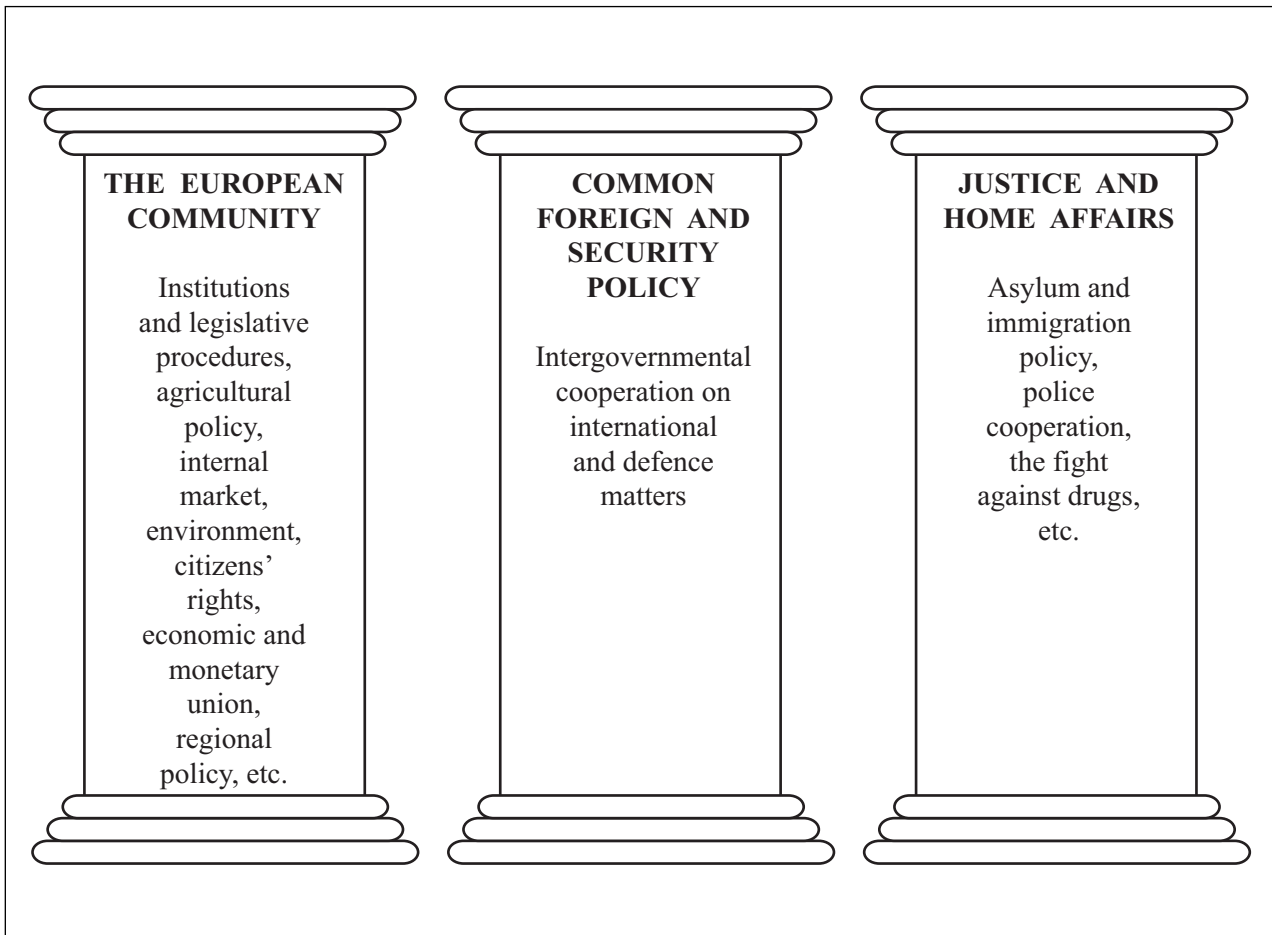 THE EUROPEAN
COMMUNITY
Institutions
and legislative
procedures,
agricultural
policy,
internal
market,
environment,
citizens’
rights,
economic and
monetary
union,
regional
policy, etc.
COMMON
FOREIGN AND
SECURITY
POLICY
Intergovernmental
cooperation on
international
and defence
matters
JUSTICE AND
HOME AFFAIRS
Asylum and
immigration
policy,
police
cooperation,
the fight
against drugs,
etc.